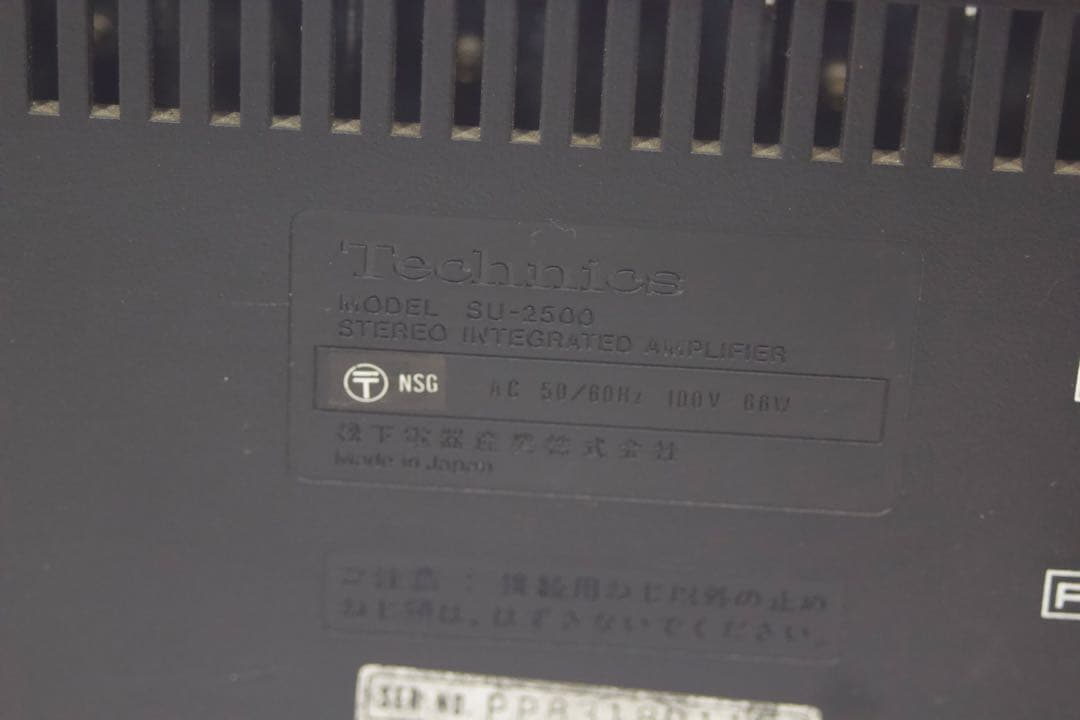 Technics
MODEL SU-2500
STEREO INTEGRATED AMPLIFIER
NSG AC 50/60Hz 100V 66W
松下電器産業株式会社
Made in Japan
ご注意：接続用ねじ以外の止め
ねじ類は、はずさないでください。
SER.NO.